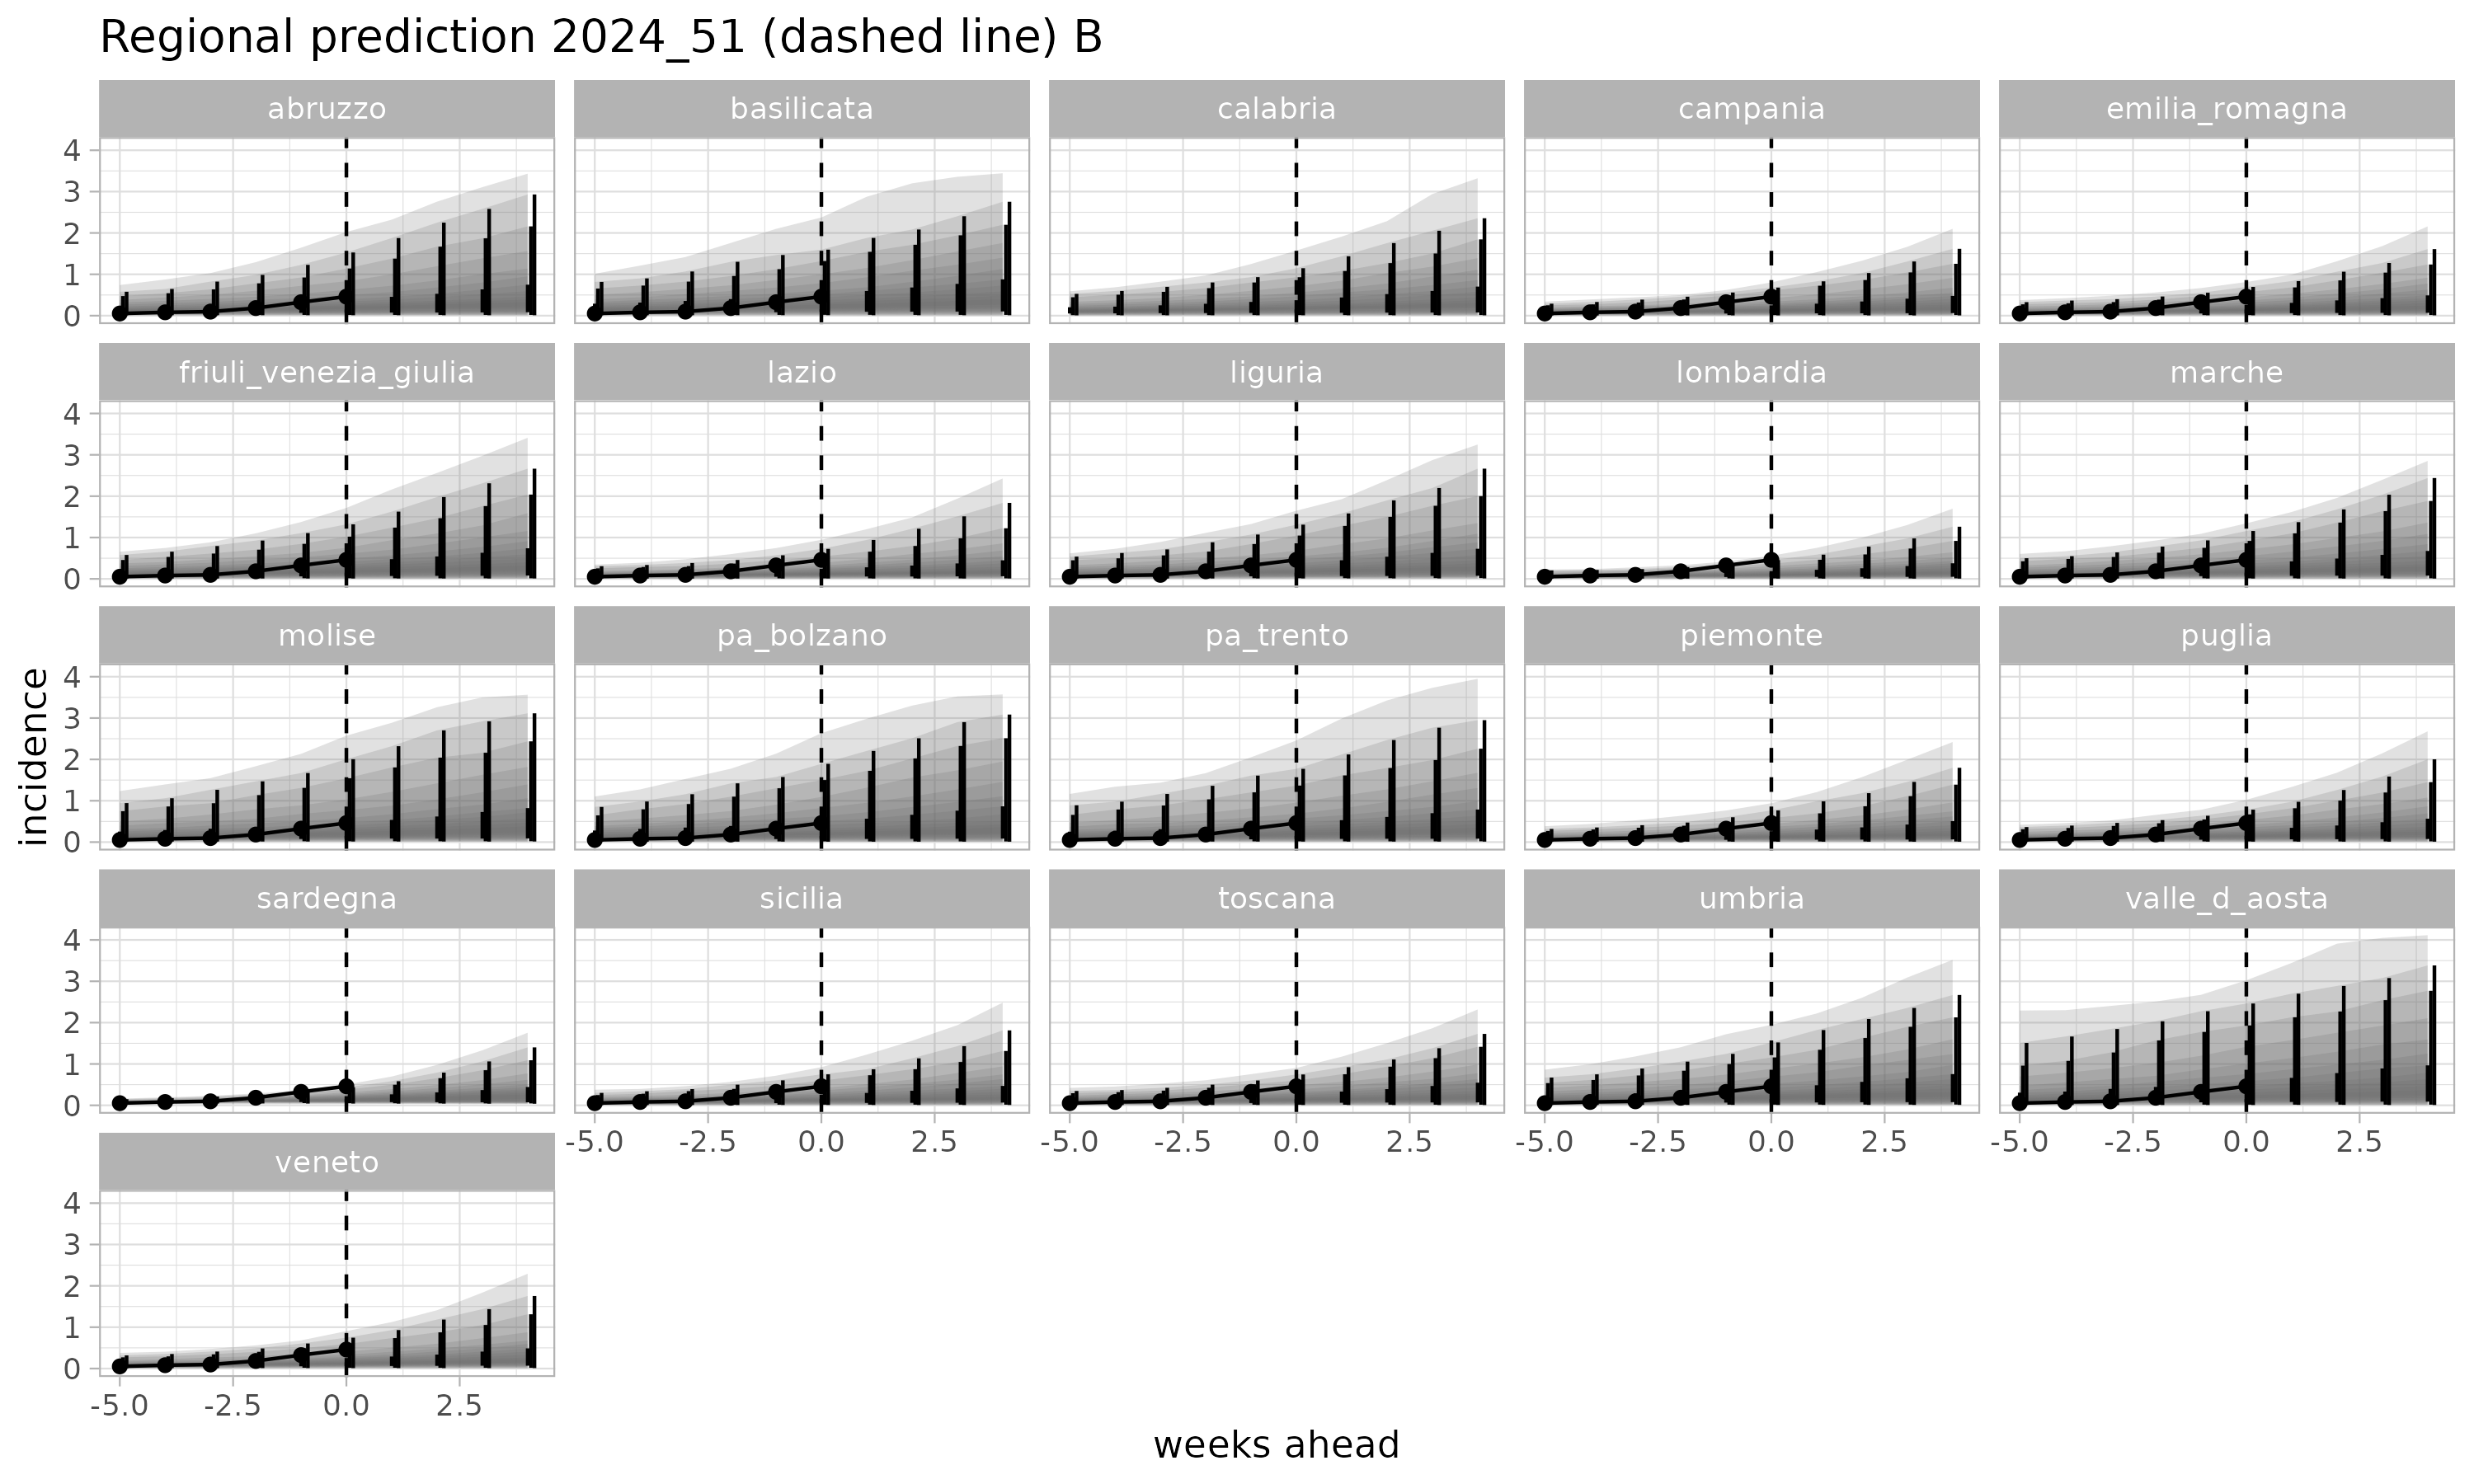 Regional prediction 2024_51 (dashed line) B
abruzzo basilicata calabria campania emilia_romagna
4
3
2
1
0
friuli_venezia_giulia lazio liguria lombardia marche
4
3
2
1
0
molise pa_bolzano pa_trento piemonte puglia
4
3
2
1
0
incidence
sardegna sicilia toscana umbria valle_d_aosta
4
3
2
1
0
-5.0 -2.5 0.0 2.5 -5.0 -2.5 0.0 2.5 -5.0 -2.5 0.0 2.5 -5.0 -2.5 0.0 2.5
veneto
4
3
2
1
0
-5.0 -2.5 0.0 2.5
weeks ahead